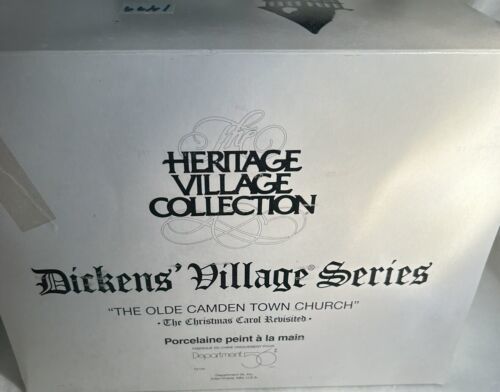 The
HERITAGE
VILLAGE
COLLECTION
Dickens' Village® Series
"THE OLDE CAMDEN TOWN CHURCH"
• The Christmas Carol Revisited •
Porcelaine peint à la main
Department 56®